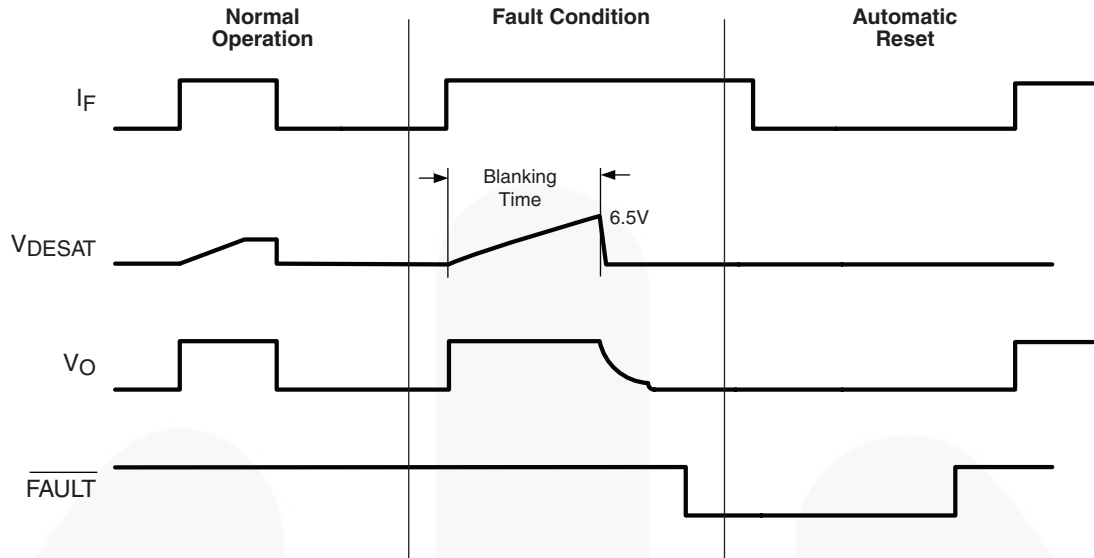 Normal
Operation
Fault Condition
Automatic
Reset
IF
Blanking
Time
6.5V
VDESAT
VO
FAULT